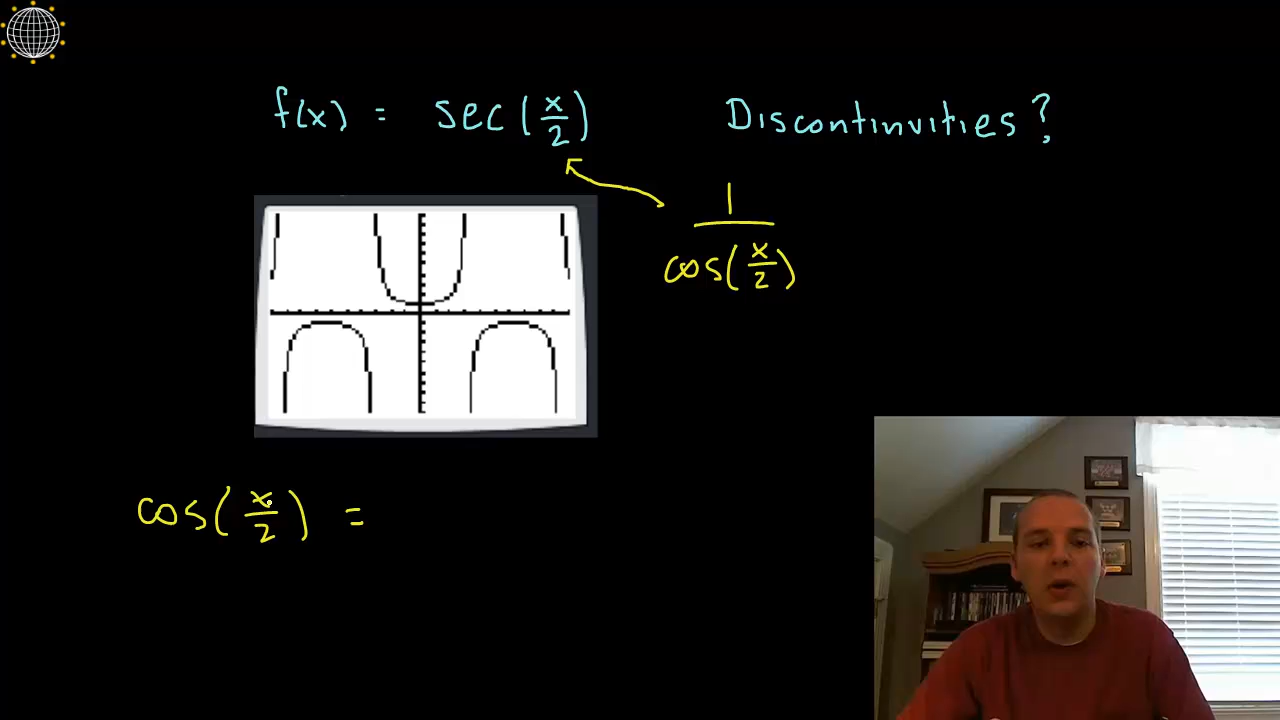 f(x) = sec(x/2) Discontinuities?
1
cos(x/2)
cos(x/2) =